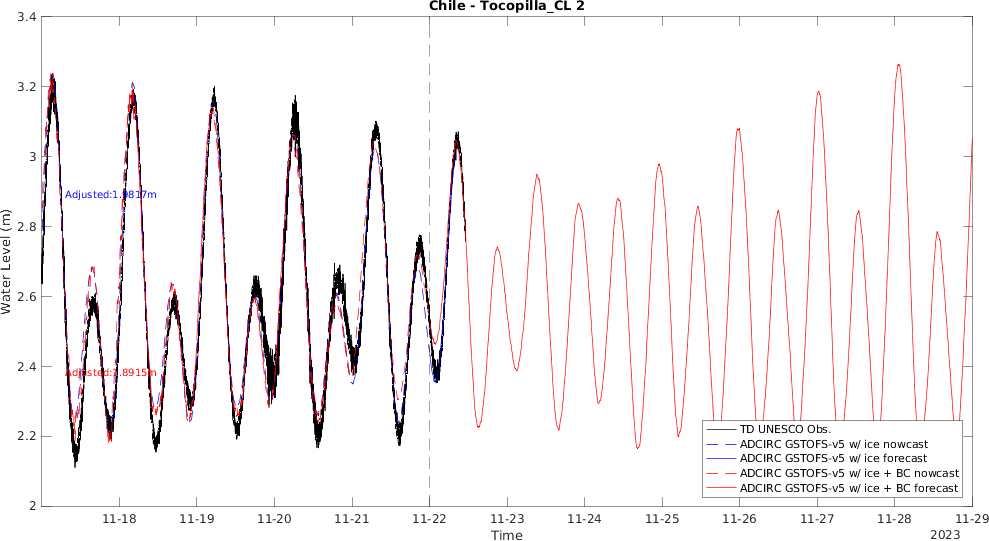 Chile - Tocopilla_CL 2
Water Level (m)
3.4
3.2
3
2.8
2.6
2.4
2.2
2
Adjusted:1.9817m
Adjusted:1.8915m
TD UNESCO Obs.
ADCIRC GSTOFS-v5 w/ ice nowcast
ADCIRC GSTOFS-v5 w/ ice forecast
ADCIRC GSTOFS-v5 w/ ice + BC nowcast
ADCIRC GSTOFS-v5 w/ ice + BC forecast
11-18 11-19 11-20 11-21 11-22 11-23 11-24 11-25 11-26 11-27 11-28 11-29
Time
2023